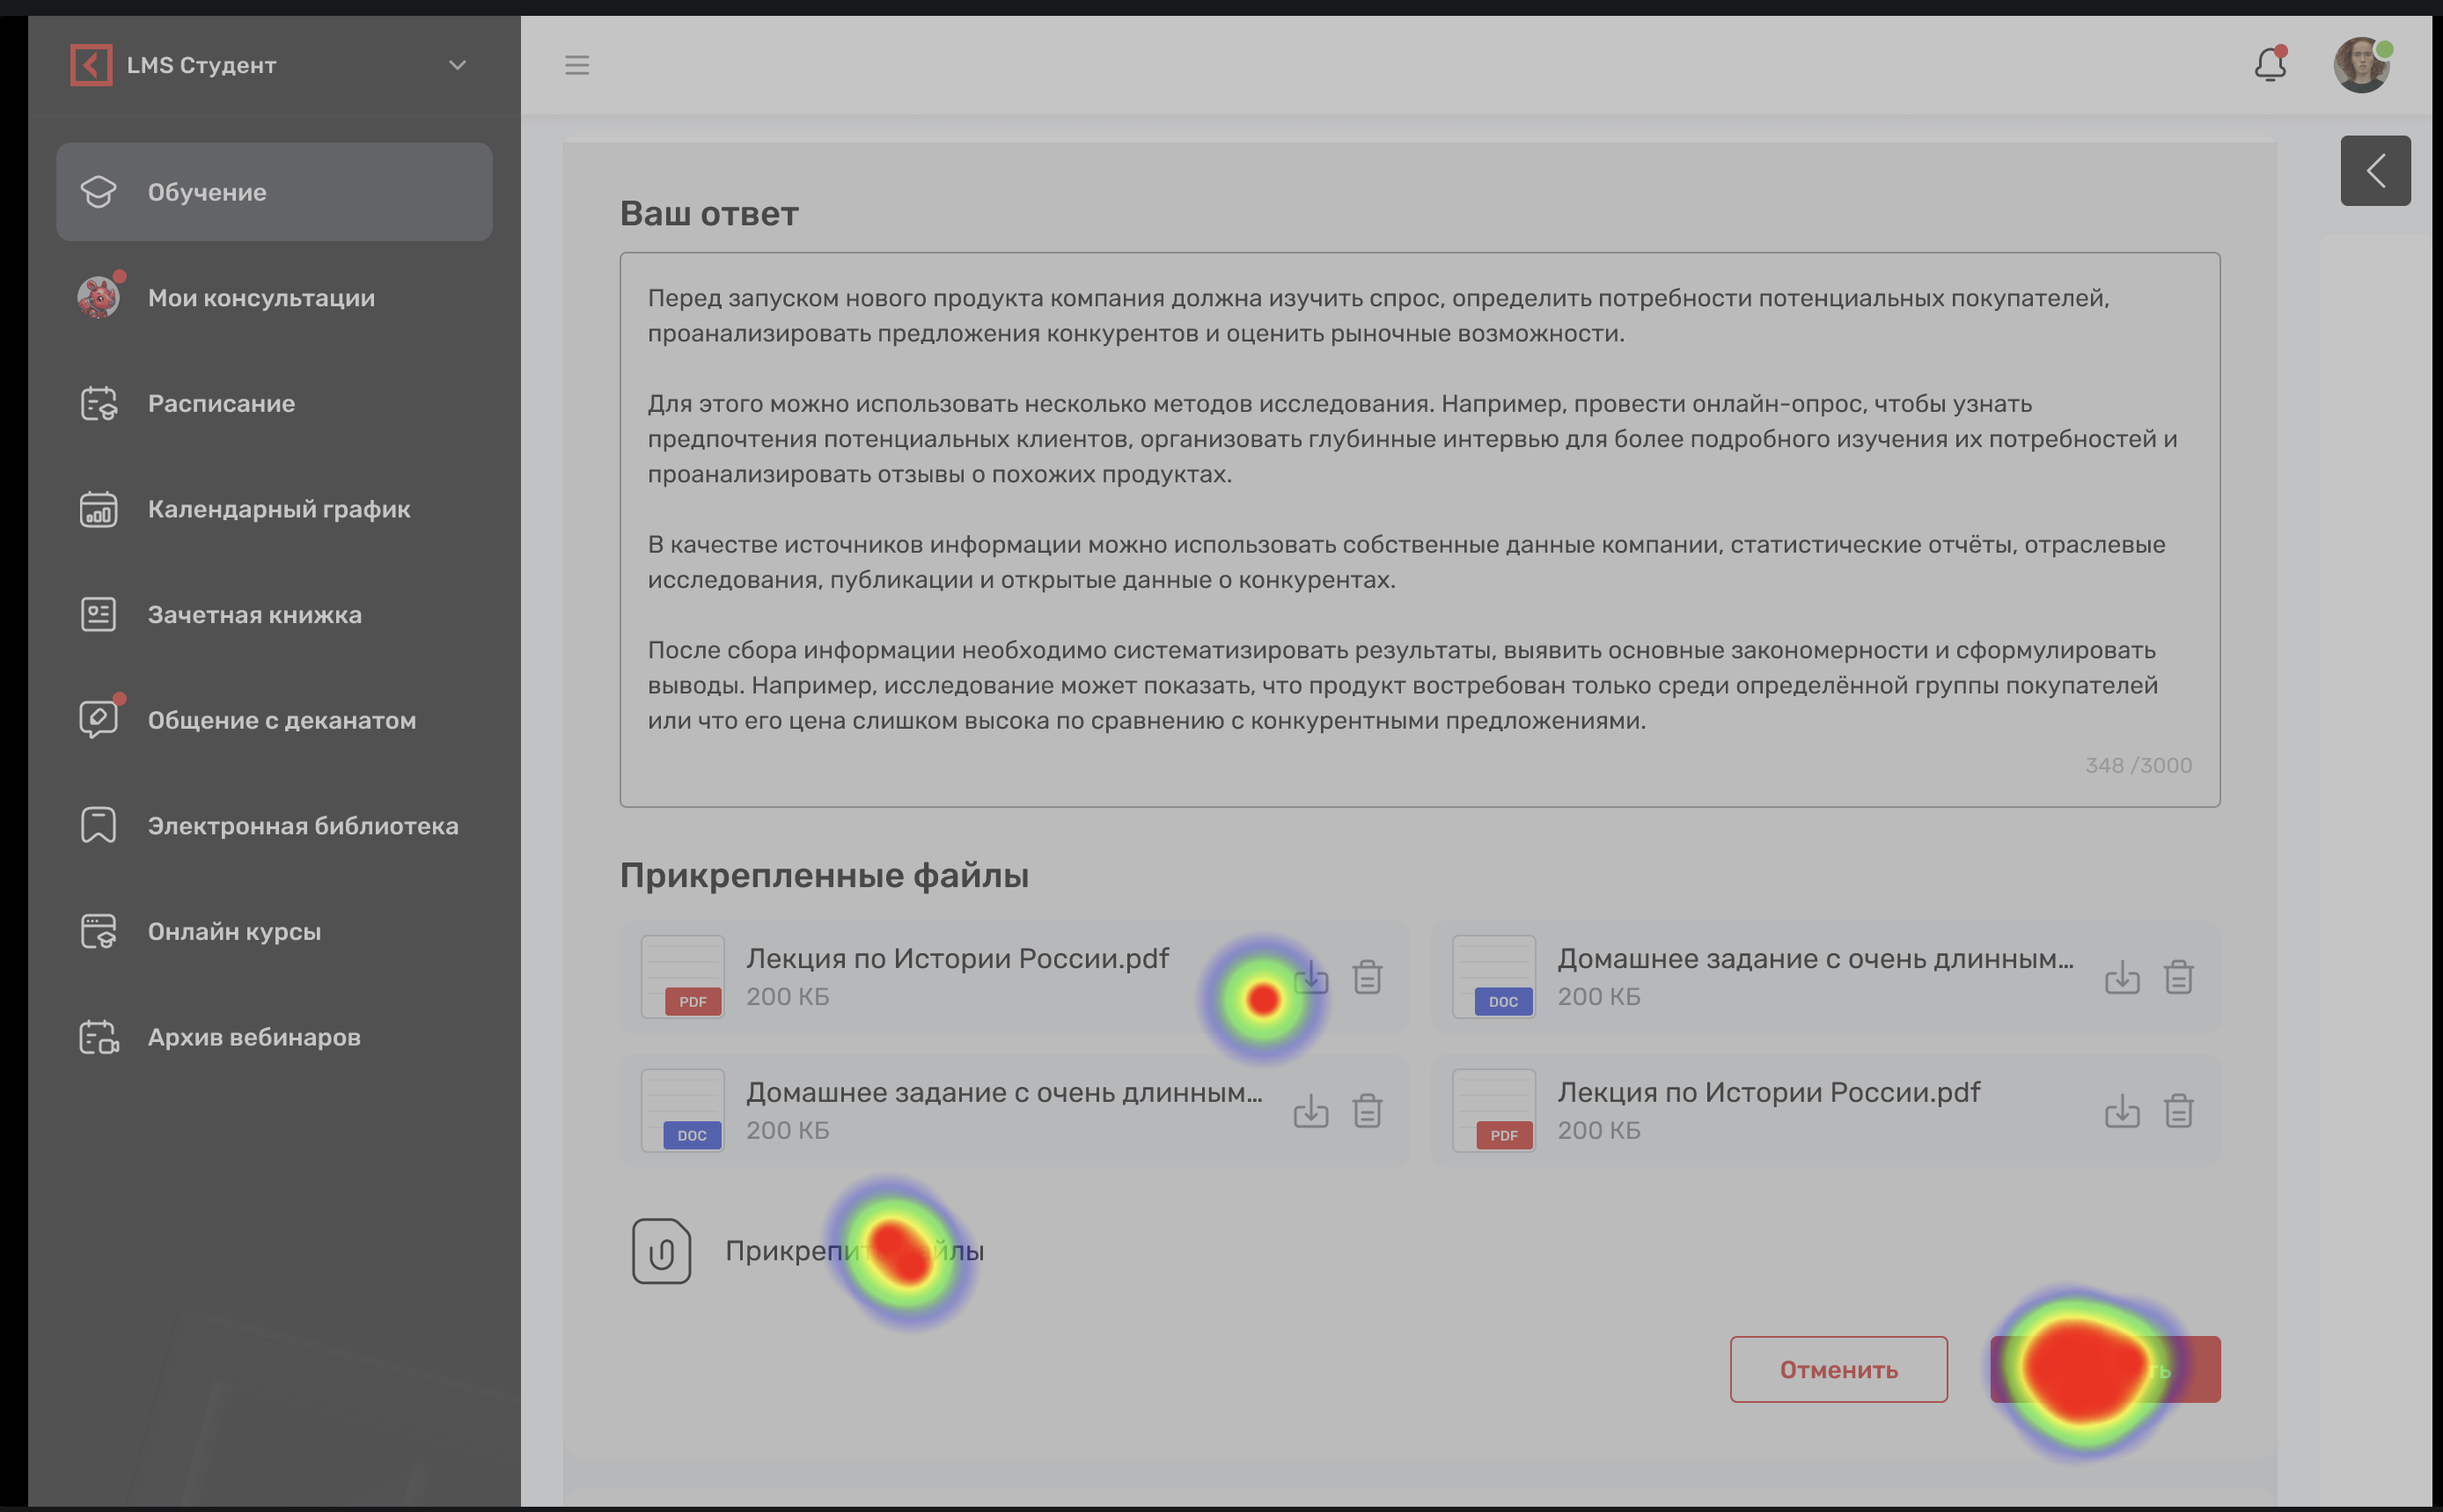 LMS Студент
Обучение
Мои консультации
Расписание
Календарный график
Зачетная книжка
Общение с деканатом
Электронная библиотека
Онлайн курсы
Архив вебинаров
Ваш ответ
Перед запуском нового продукта компания должна изучить спрос, определить потребности потенциальных покупателей,
проанализировать предложения конкурентов и оценить рыночные возможности.
Для этого можно использовать несколько методов исследования. Например, провести онлайн-опрос, чтобы узнать
предпочтения потенциальных клиентов, организовать глубинные интервью для более подробного изучения их потребностей и
проанализировать отзывы о похожих продуктах.
В качестве источников информации можно использовать собственные данные компании, статистические отчёты, отраслевые
исследования, публикации и открытые данные о конкурентах.
После сбора информации необходимо систематизировать результаты, выявить основные закономерности и сформулировать
выводы. Например, исследование может показать, что продукт востребован только среди определённой группы покупателей
или что его цена слишком высока по сравнению с конкурентными предложениями.
348 /3000
Прикрепленные файлы
Лекция по Истории России.pdf
200 КБ
PDF
Домашнее задание с очень длинным...
200 КБ
DOC
Домашнее задание с очень длинным...
200 КБ
DOC
Лекция по Истории России.pdf
200 КБ
PDF
Прикрепить файлы
Отменить